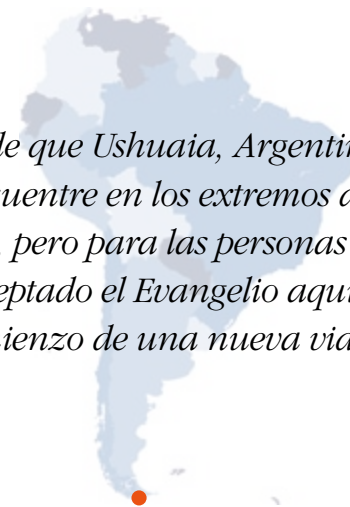 de que Ushuaia, Argentin
cuentre en los extremos d
, pero para las personas
eptado el Evangelio aqu
ienzo de una nueva vid